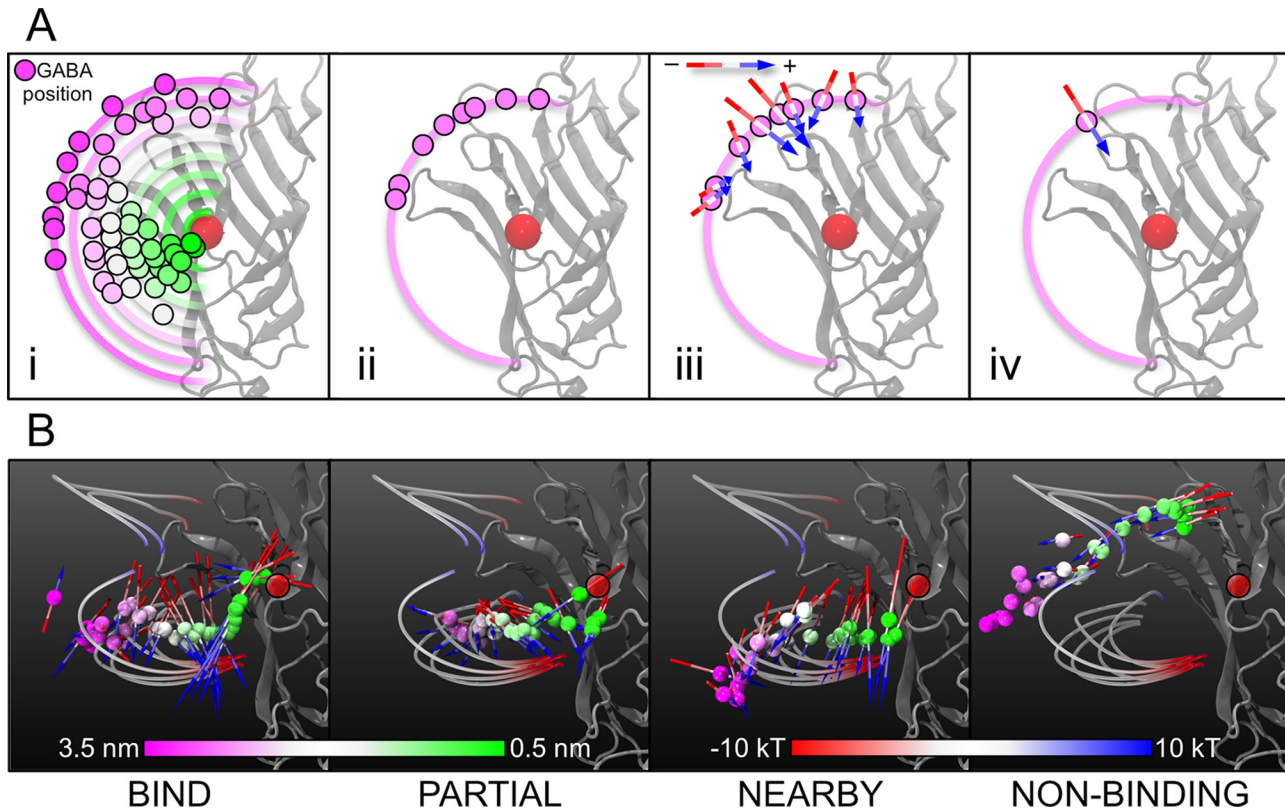 A
GABA
position
i
ii
− +
iii
iv
B
3.5 nm 0.5 nm
-10 kT 10 kT
BIND PARTIAL NEARBY NON-BINDING